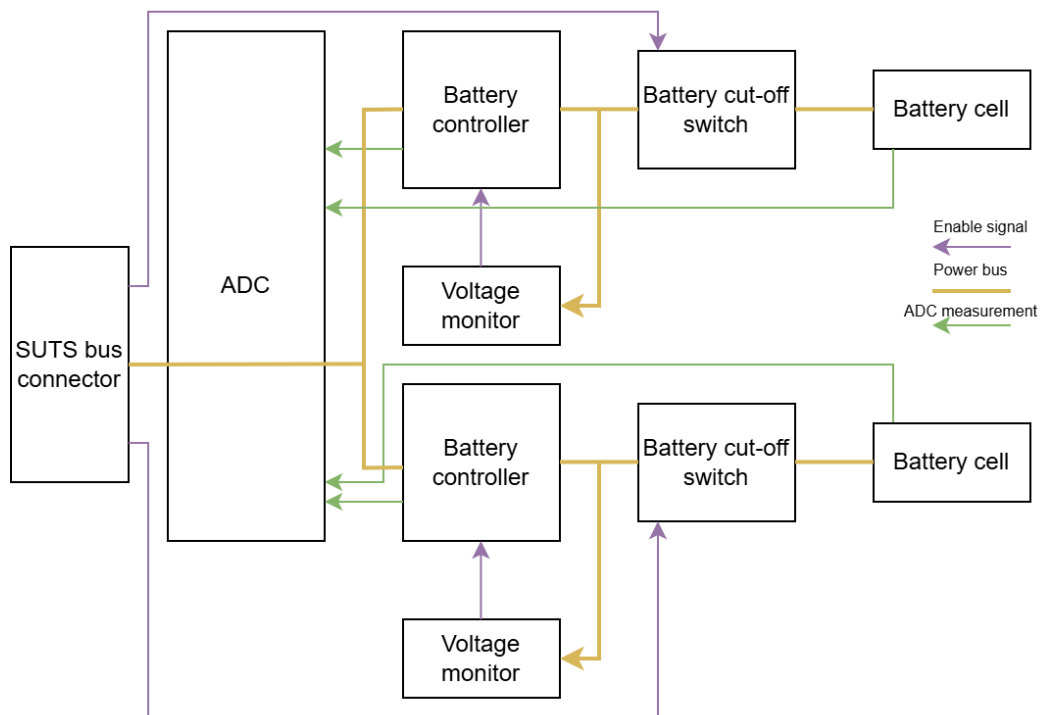 Battery
controller
Battery cut-off
switch
Battery cell
Enable signal
Power bus
ADC measurement
ADC
Voltage
monitor
SUTS bus
connector
Battery
controller
Battery cut-off
switch
Battery cell
Voltage
monitor